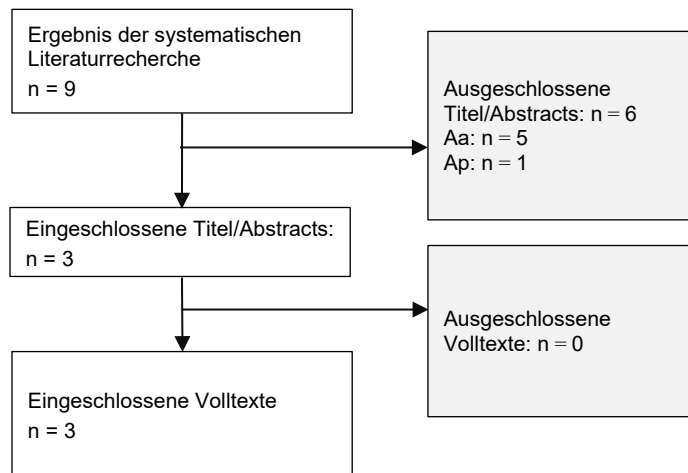 Ergebnis der systematischen
Literaturrecherche
n = 9
Ausgeschlossene
Titel/Abstracts: n = 6
Aa: n = 5
Ap: n = 1
Eingeschlossene Titel/Abstracts:
n = 3
Ausgeschlossene
Volltexte: n = 0
Eingeschlossene Volltexte
n = 3